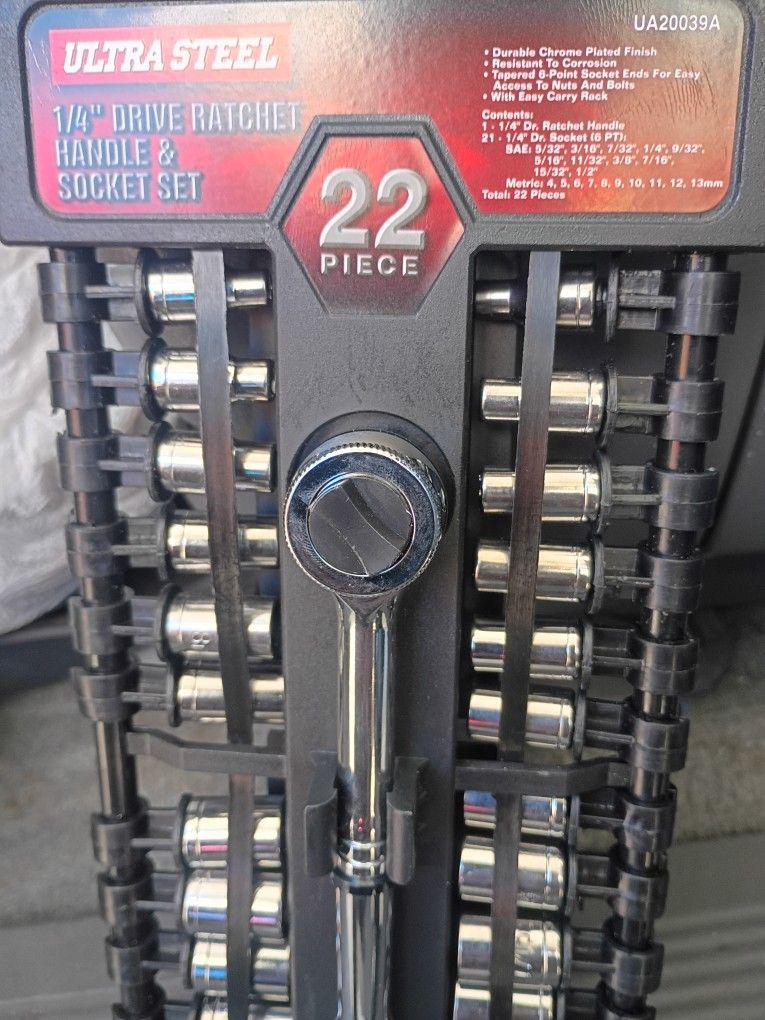 ULTRA STEEL
1/4" DRIVE RATCHET
HANDLE &
SOCKET SET
22
PIECE
UA20039A
• Durable Chrome Plated Finish
• Resistant To Corrosion
• Tapered 6-Point Socket Ends For Easy
Access To Nuts And Bolts
• With Easy Carry Rack
Contents:
1 - 1/4" Dr. Ratchet Handle
21 - 1/4" Dr. Socket (6 PT):
SAE: 5/32", 3/16", 7/32", 1/4", 9/32",
5/16", 11/32", 3/8", 7/16",
15/32", 1/2"
Metric: 4, 5, 6, 7, 8, 9, 10, 11, 12, 13mm
Total: 22 Pieces
8